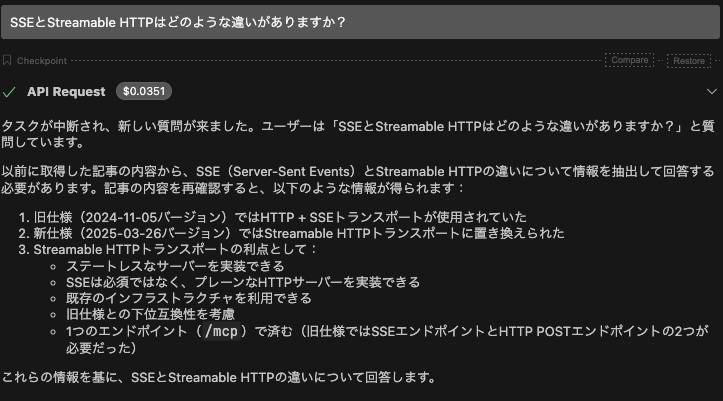 SSEとStreamable HTTPはどのような違いがありますか？
Checkpoint
Compare
Restore
API Request $0.0351
タスクが中断され、新しい質問が来ました。ユーザーは「SSEとStreamable HTTPはどのような違いがありますか？」と質
問しています。
以前に取得した記事の内容から、SSE（Server-Sent Events）とStreamable HTTPの違いについて情報を抽出して回答する
必要があります。記事の内容を再確認すると、以下のような情報が得られます：
1. 旧仕様（2024-11-05バージョン）ではHTTP + SSEトランスポートが使用されていた
2. 新仕様（2025-03-26バージョン）ではStreamable HTTPトランスポートに置き換えられた
3. Streamable HTTPトランスポートの利点として：
ステートレスなサーバーを実装できる
SSEは必須ではなく、プレーンなHTTPサーバーを実装できる
既存のインフラストラクチャを利用できる
旧仕様との下位互換性を考慮
1つのエンドポイント（/mcp）で済む（旧仕様ではSSEエンドポイントとHTTP POSTエンドポイントの2つが
必要だった）
これらの情報を基に、SSEとStreamable HTTPの違いについて回答します。